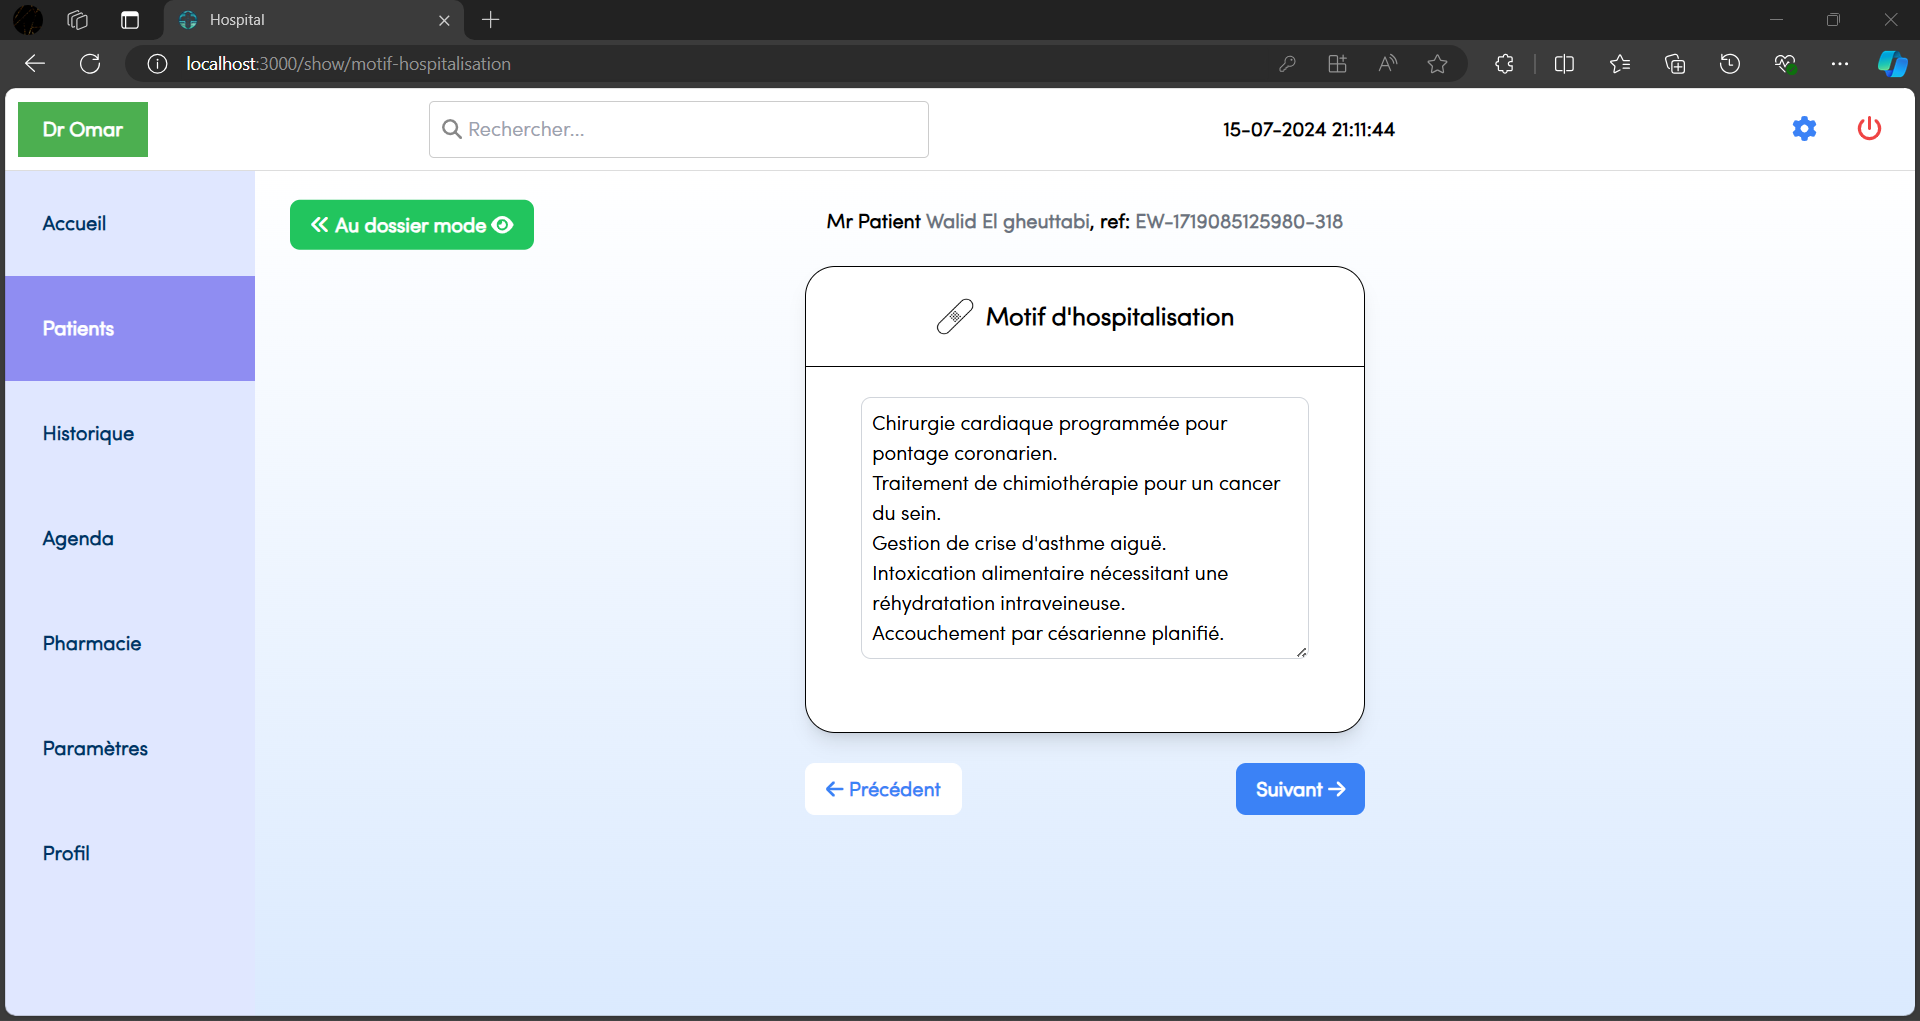 Hospital
localhost:3000/show/motif-hospitalisation
Dr Omar
Rechercher...
15-07-2024 21:11:44
Accueil
Patients
Historique
Agenda
Pharmacie
Paramètres
Profil
Au dossier mode
Mr Patient Walid El gheuttabi, ref: EW-1719085125980-318
Motif d'hospitalisation
Chirurgie cardiaque programmée pour
pontage coronarien.
Traitement de chimiothérapie pour un cancer
du sein.
Gestion de crise d'asthme aiguë.
Intoxication alimentaire nécessitant une
réhydratation intraveineuse.
Accouchement par césarienne planifié.
Précédent
Suivant